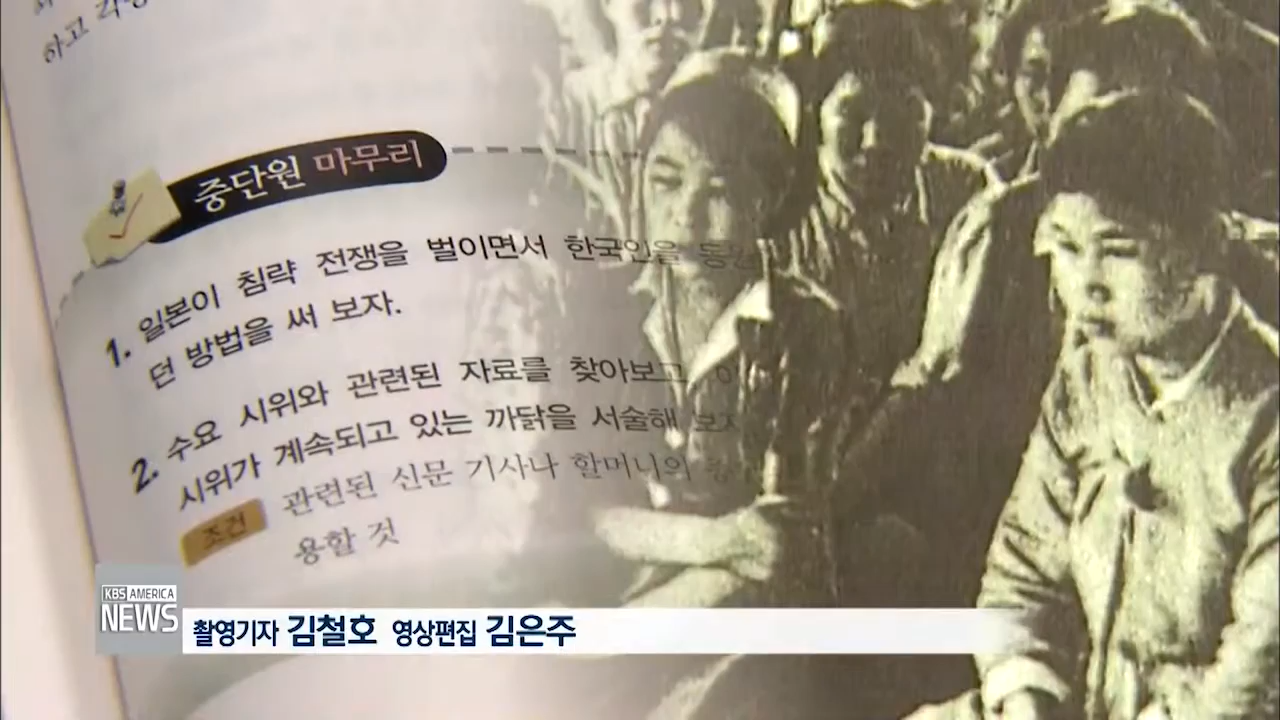 하고
중단원 마무리
1. 일본이 침략 전쟁을 벌이면서 한국인을
던 방법을 써 보자.
2. 수요 시위와 관련된 자료를 찾아보고
시위가 계속되고 있는 까닭을 서술해 보자
조건 관련된 신문 기사나 할머니의
용할 것
KBS AMERICA
NEWS
촬영기자 김철호 영상편집 김은주